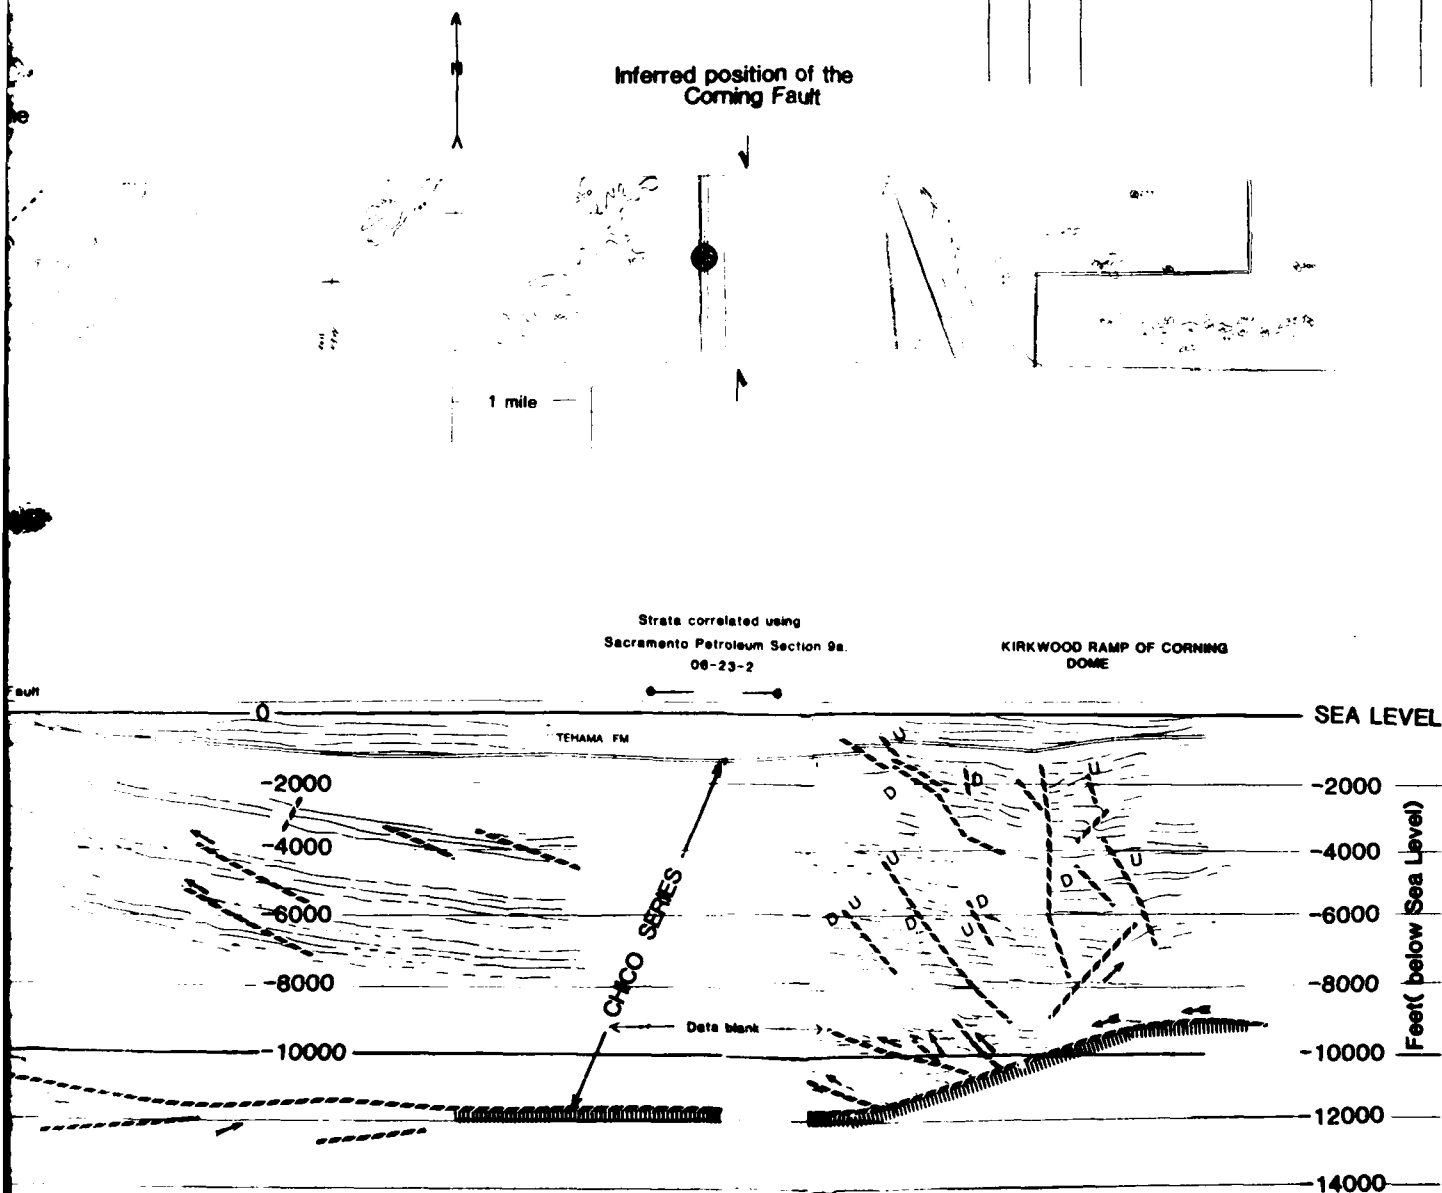 N
Inferred position of the
Corning Fault
1 mile
Strata correlated using
Sacramento Petroleum Section 9a.
06-23-2
KIRKWOOD RAMP OF CORNING
DOME
Fault
0
SEA LEVEL
TEHAMA FM
U
-2000
D
U
-2000
D
-4000
-4000
U
U
D
CHICO SERIES
-6000
D
U
D
D
U
-6000
-8000
-8000
Feet( below Sea Level)
Data blank
-10000
-10000
-12000
-14000